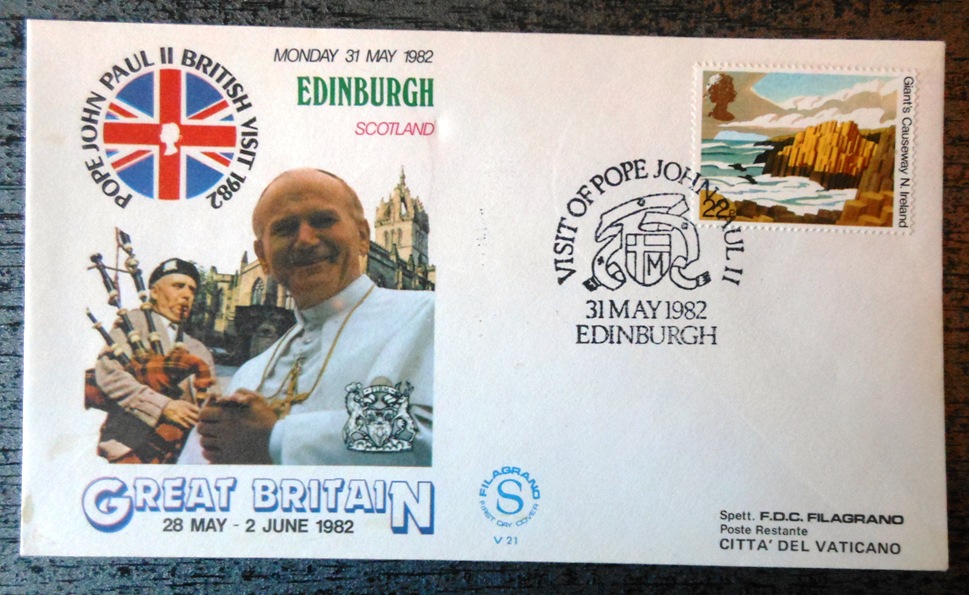 POPE JOHN PAUL II BRITISH VISIT 1982
MONDAY 31 MAY 1982
EDINBURGH
SCOTLAND
GREAT BRITAIN
28 MAY - 2 JUNE 1982
Giant's Causeway N. Ireland
22p
VISIT OF POPE JOHN PAUL II
M
31 MAY 1982
EDINBURGH
FILAGRANO
S
FIRST DAY COVER
V 21
Spett. F.D.C. FILAGRANO
Poste Restante
CITTA' DEL VATICANO